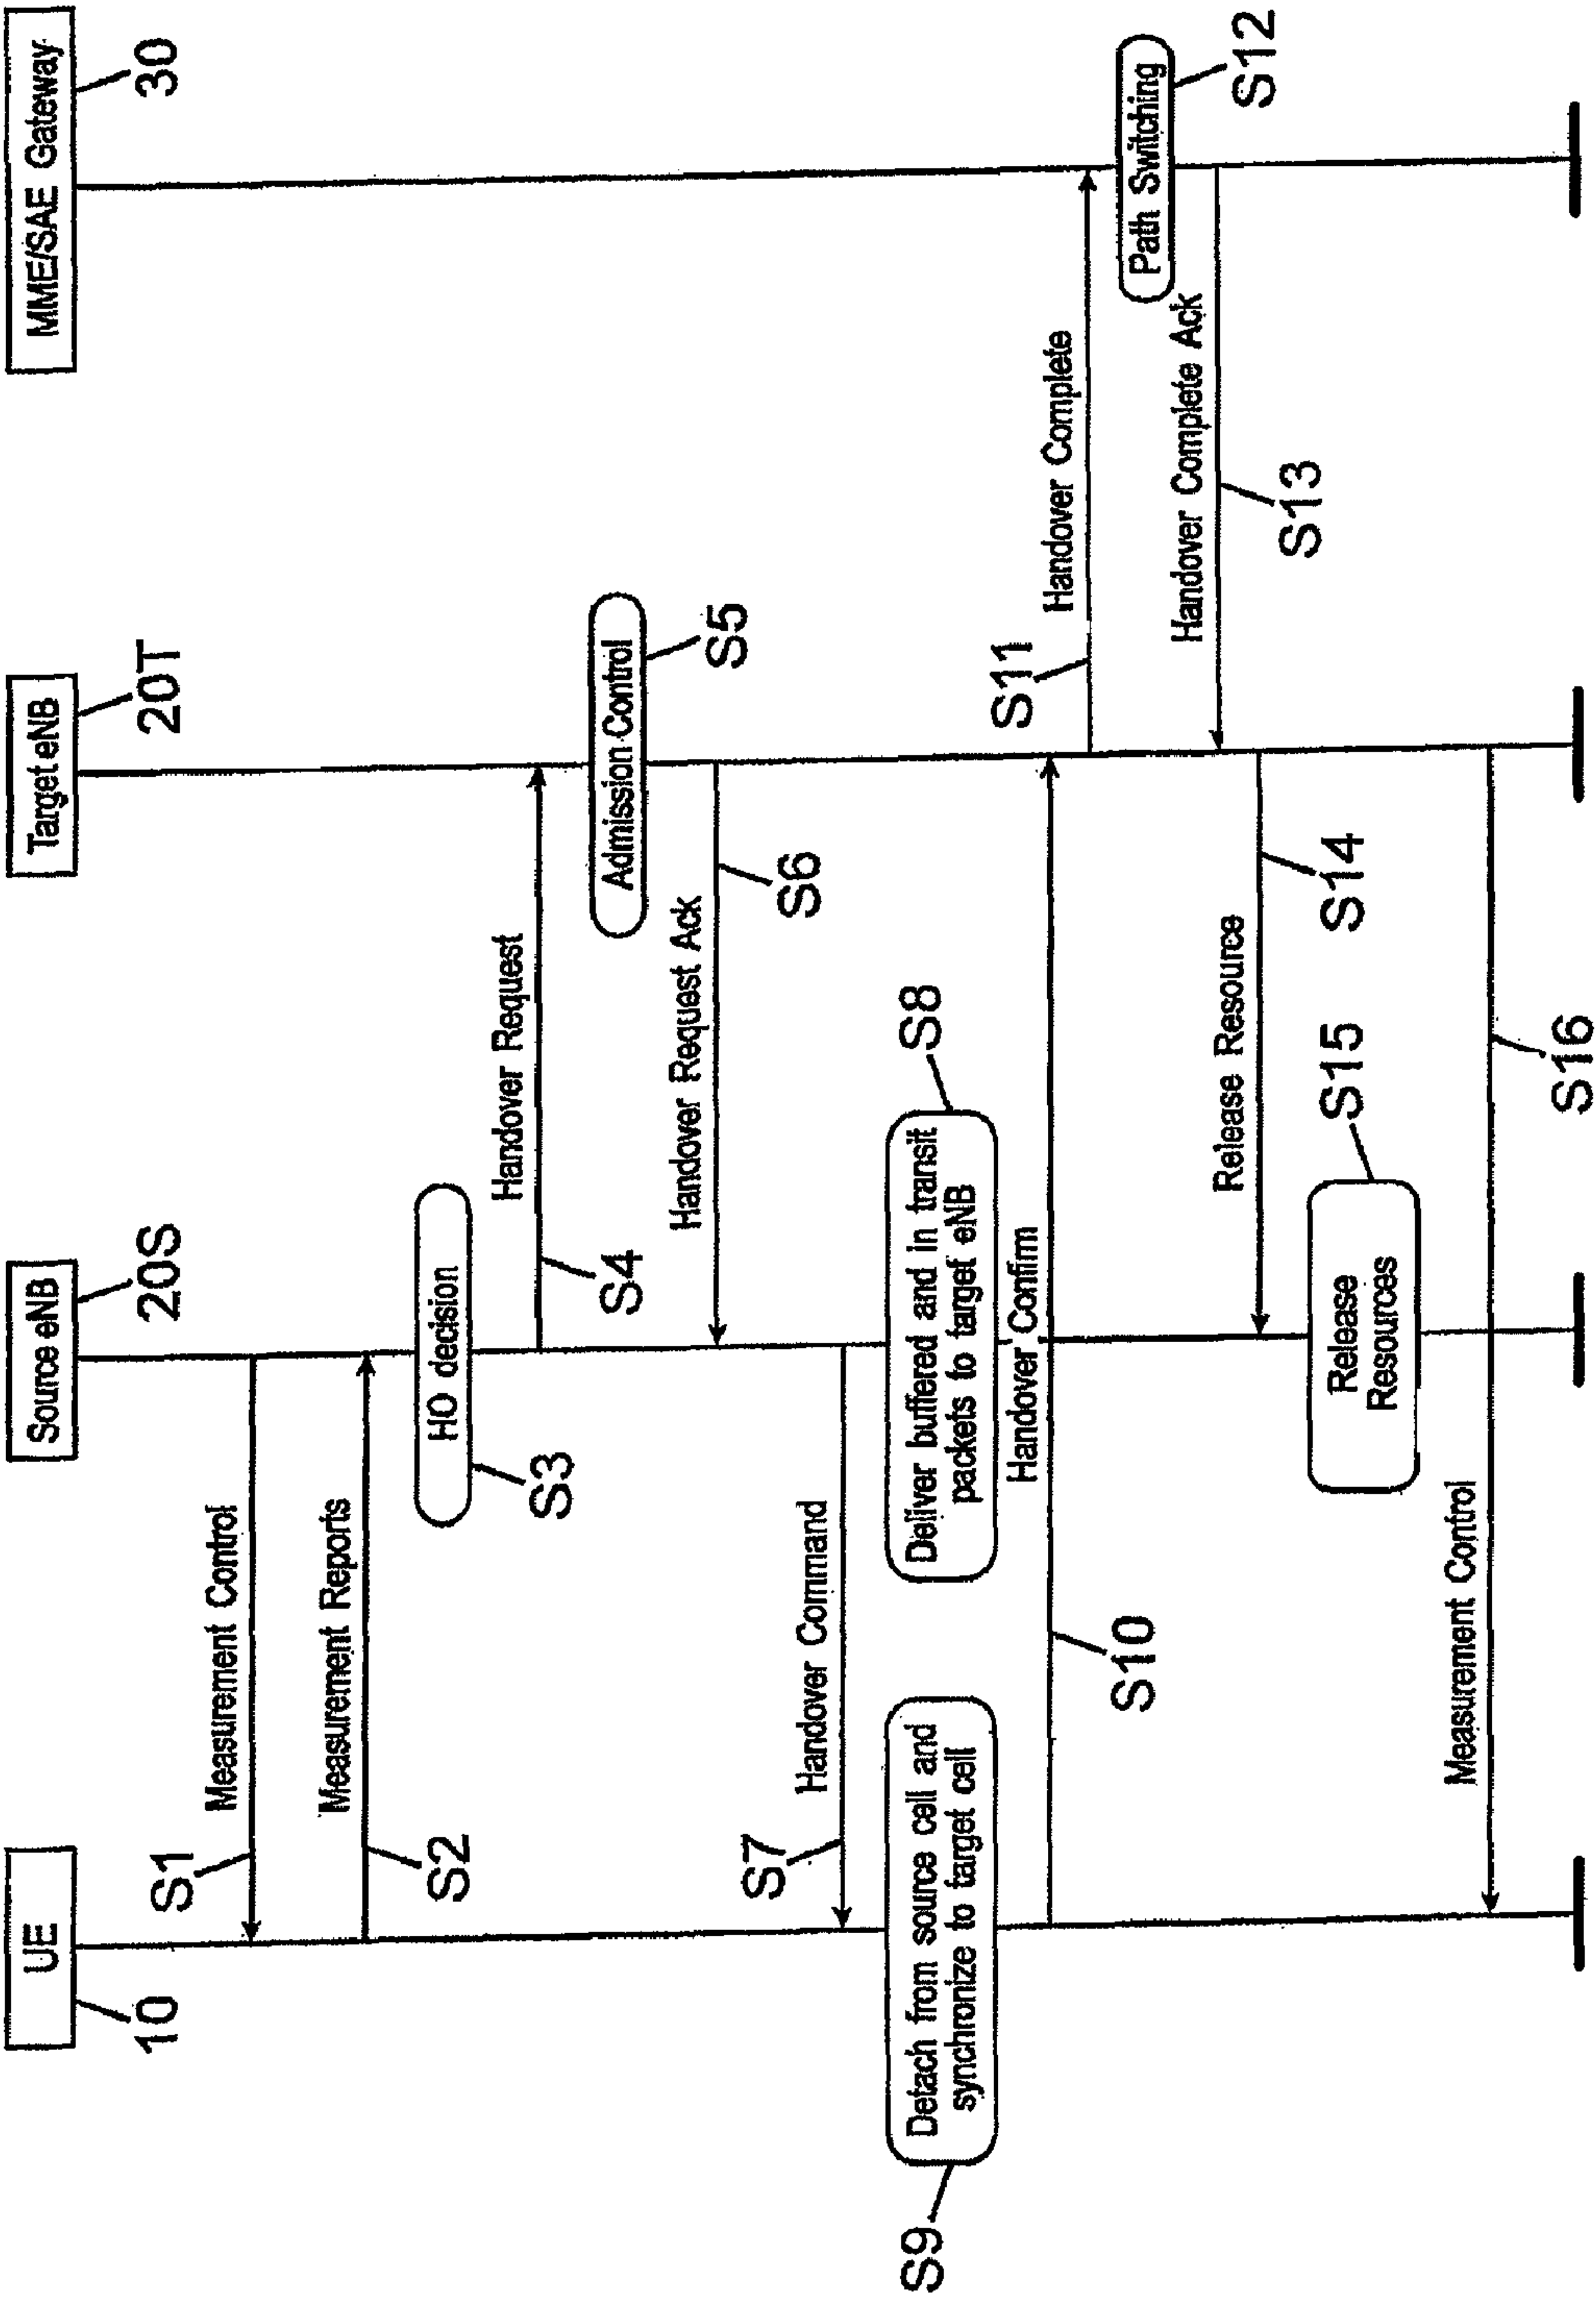 UE
10
Source eNB
20S
Target eNB
20T
MME/SAE Gateway
30
Measurement Control
S1
Measurement Reports
S2
HO decision
S3
Handover Request
S4
Admission Control
S5
Handover Request Ack
S6
Handover Command
S7
Deliver buffered and in transit
packets to target eNB
S8
Detach from source cell and
synchronize to target cell
S9
Handover Confirm
S10
Handover Complete
S11
Path Switching
S12
Handover Complete Ack
S13
Release Resource
S14
Release
Resources
S15
Measurement Control
S16